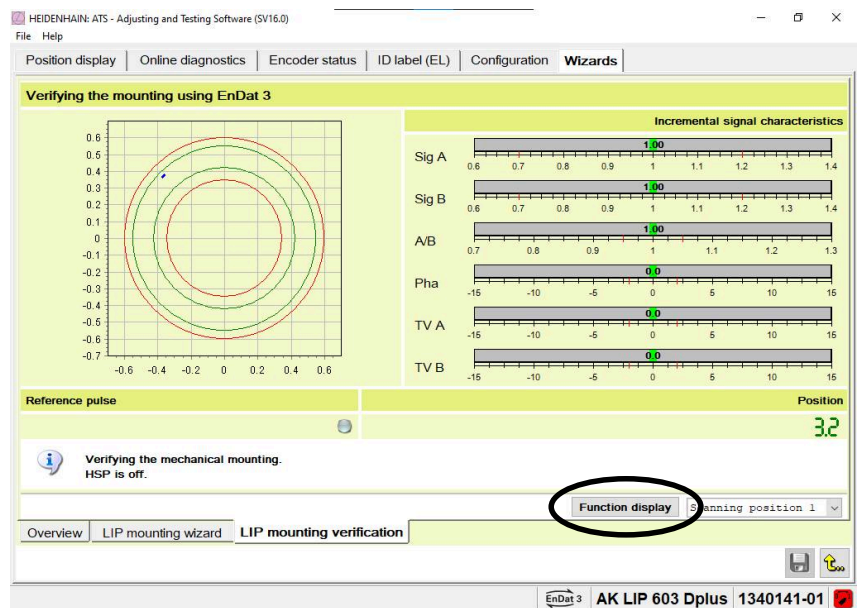 HEIDENHAIN: ATS - Adjusting and Testing Software (SV16.0)
File Help
Position display Online diagnostics Encoder status ID label (EL) Configuration Wizards
Verifying the mounting using EnDat 3
Incremental signal characteristics
0.6
0.5
0.4
0.3
0.2
0.1
0
-0.1
-0.2
-0.3
-0.4
-0.5
-0.6
-0.7
-0.6 -0.4 -0.2 0 0.2 0.4 0.6
Sig A
1.00
0.6 0.7 0.8 0.9 1 1.1 1.2 1.3 1.4
Sig B
1.00
0.6 0.7 0.8 0.9 1 1.1 1.2 1.3 1.4
A/B
1.00
0.7 0.8 0.9 1 1.1 1.2 1.3
Pha
0.0
-15 -10 -5 0 5 10 15
TV A
0.0
-15 -10 -5 0 5 10 15
TV B
0.0
-15 -10 -5 0 5 10 15
Reference pulse Position
3.2
Verifying the mechanical mounting.
HSP is off.
Function display Scanning position 1
Overview LIP mounting wizard LIP mounting verification
EnDat 3 AK LIP 603 Dplus 1340141-01